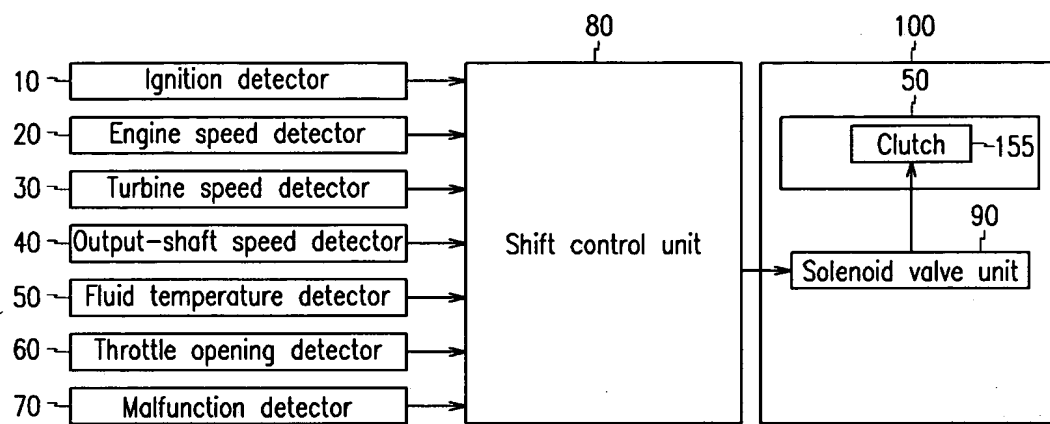 80
100
10
Ignition detector
20
Engine speed detector
30
Turbine speed detector
40
Output-shaft speed detector
50
Fluid temperature detector
60
Throttle opening detector
70
Malfunction detector
Shift control unit
50
Clutch
155
90
Solenoid valve unit